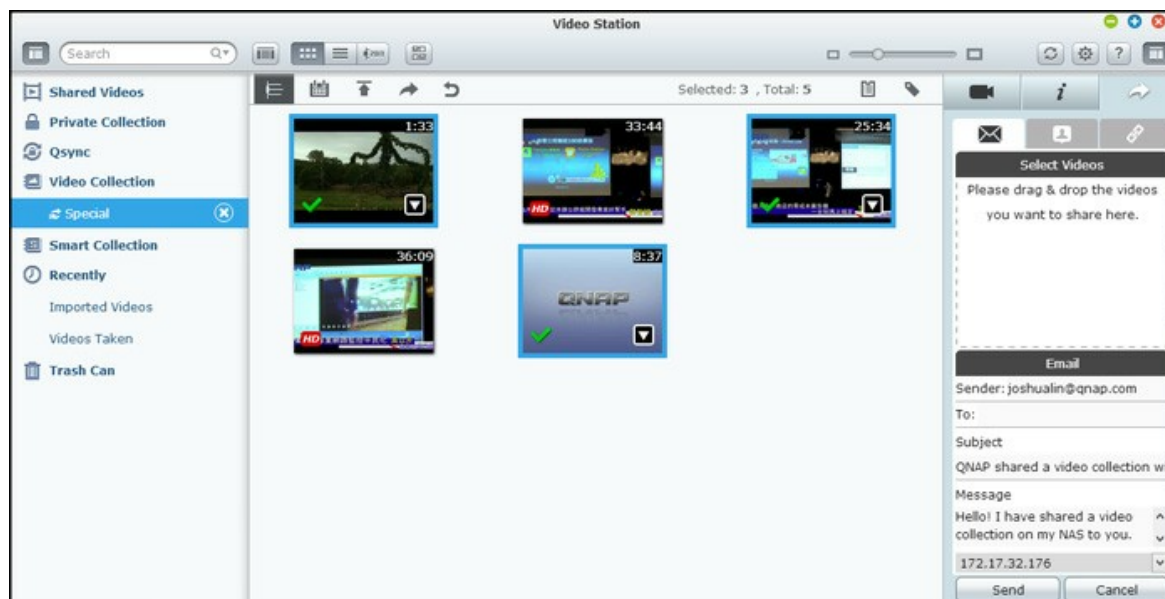 Video Station
Search
Shared Videos
Private Collection
Qsync
Video Collection
Special
Smart Collection
Recently
Imported Videos
Videos Taken
Trash Can
Selected: 3 , Total: 5
1:33
33:44
HD
25:34
36:09
HD
8:37
QNAP
Select Videos
Please drag & drop the videos
you want to share here.
Email
Sender: joshualin@qnap.com
To:
Subject
QNAP shared a video collection w
Message
Hello! I have shared a video
collection on my NAS to you.
172.17.32.176
Send
Cancel